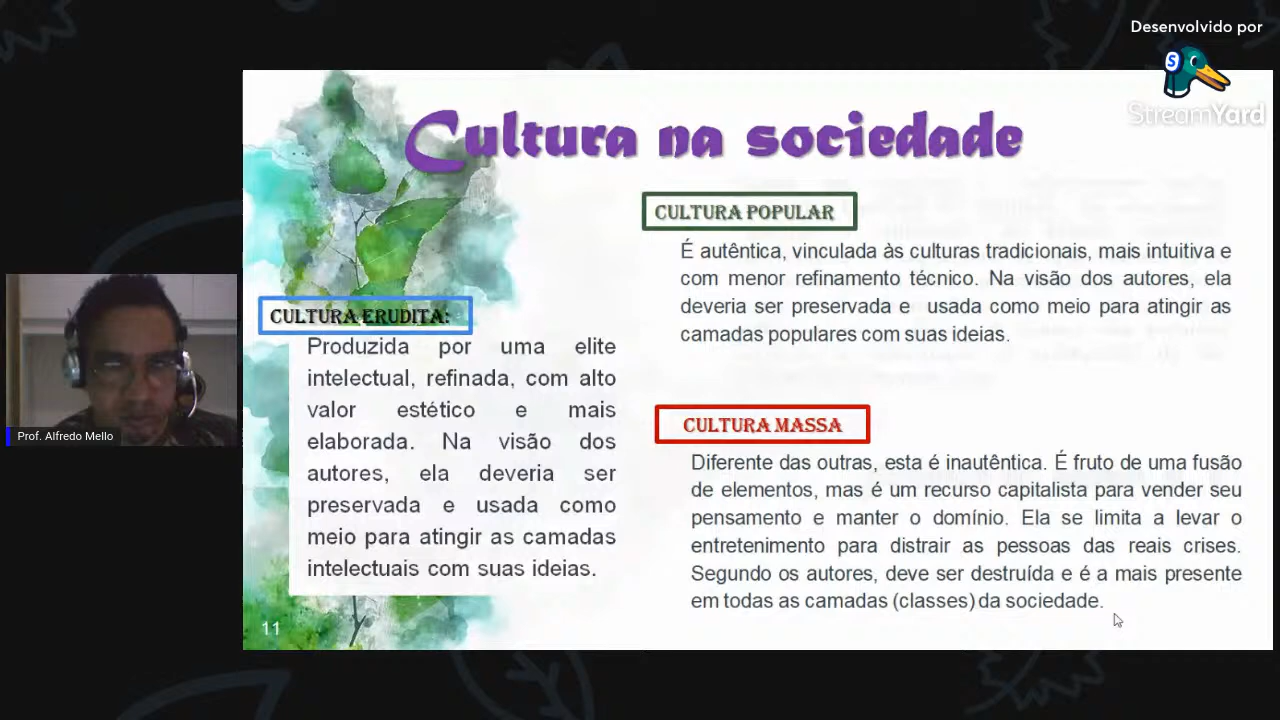 Desenvolvido por
StreamYard
Cultura na sociedade
CULTURA POPULAR
É autêntica, vinculada às culturas tradicionais, mais intuitiva e
com menor refinamento técnico. Na visão dos autores, ela
deveria ser preservada e usada como meio para atingir as
camadas populares com suas ideias.
CULTURA ERUDITA:
Produzida por uma elite
intelectual, refinada, com alto
valor estético e mais
elaborada. Na visão dos
autores, ela deveria ser
preservada e usada como
meio para atingir as camadas
intelectuais com suas ideias.
CULTURA MASSA
Diferente das outras, esta é inautêntica. É fruto de uma fusão
de elementos, mas é um recurso capitalista para vender seu
pensamento e manter o domínio. Ela se limita a levar o
entretenimento para distrair as pessoas das reais crises.
Segundo os autores, deve ser destruída e é a mais presente
em todas as camadas (classes) da sociedade.
11
Prof. Alfredo Mello